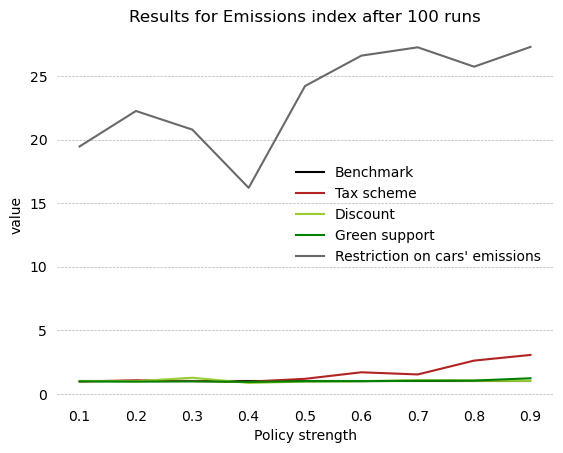 Results for Emissions index after 100 runs
25
20
15
10
5
0
value
Benchmark
Tax scheme
Discount
Green support
Restriction on cars' emissions
0.1 0.2 0.3 0.4 0.5 0.6 0.7 0.8 0.9
Policy strength